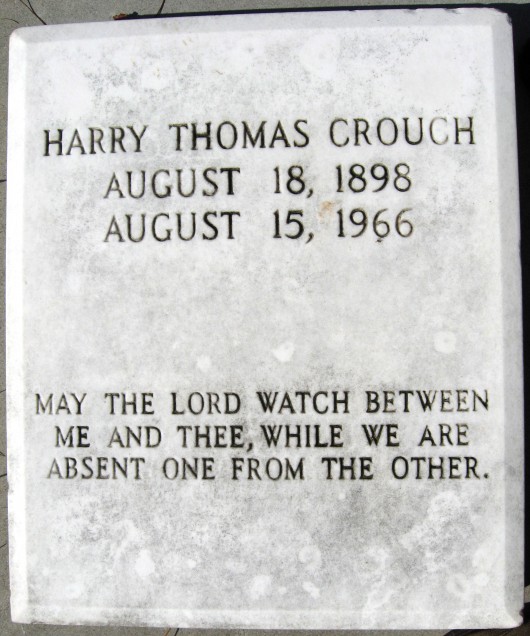 HARRY THOMAS CROUCH
AUGUST 18, 1898
AUGUST 15, 1966
MAY THE LORD WATCH BETWEEN
ME AND THEE, WHILE WE ARE
ABSENT ONE FROM THE OTHER.